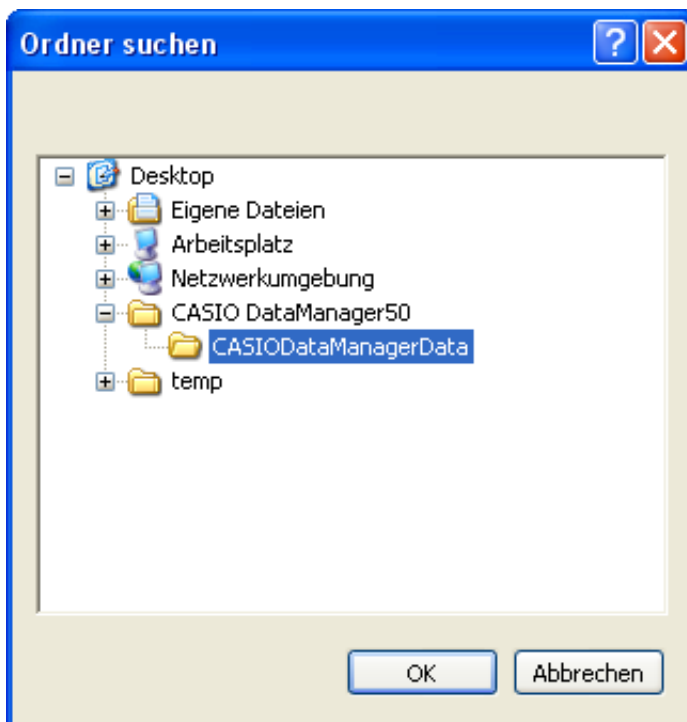 Ordner suchen
Desktop
Eigene Dateien
Arbeitsplatz
Netzwerkumgebung
CASIO DataManager50
CASIODataManagerData
temp
OK Abbrechen